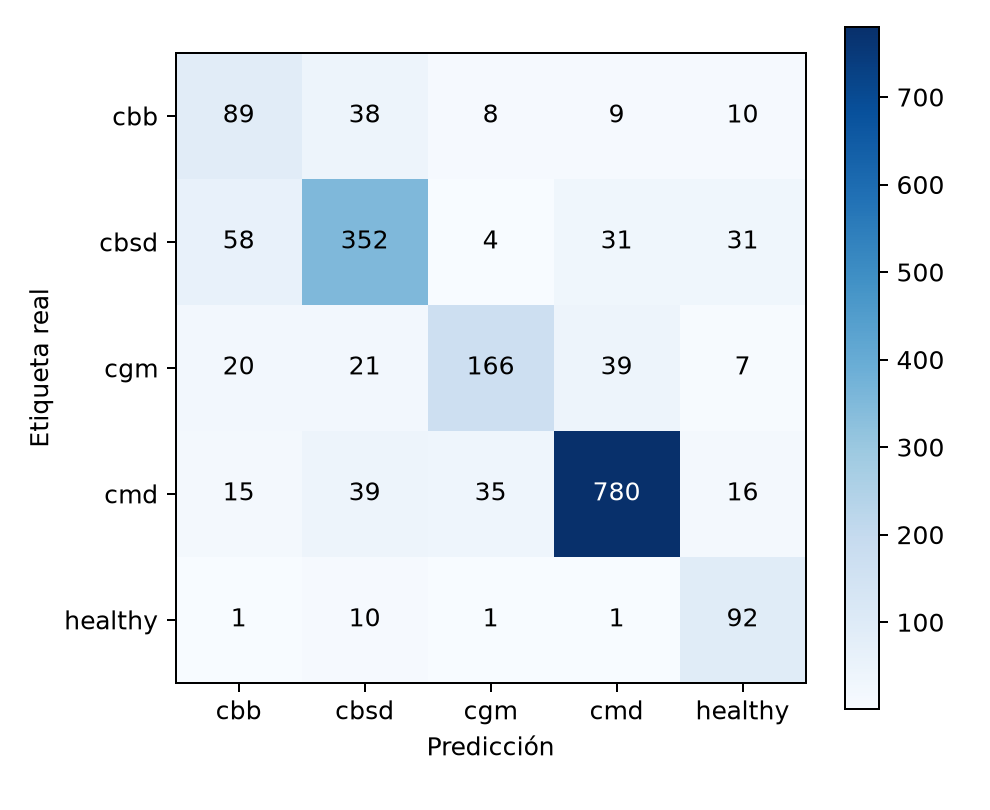 cbb 89 38 8 9 10
cbsd 58 352 4 31 31
cgm 20 21 166 39 7
cmd 15 39 35 780 16
healthy 1 10 1 1 92
cbb cbsd cgm cmd healthy
Predicción
Etiqueta real
700
600
500
400
300
200
100